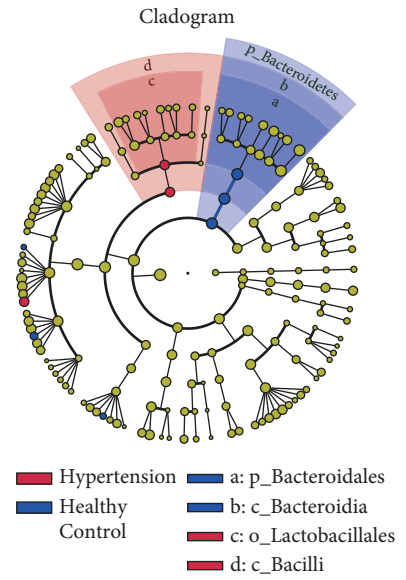 Cladogram
p_Bacteroidetes
d
b
c
a
Hypertension
Healthy
Control
a: p_Bacteroidales
b: c_Bacteroidia
c: o_Lactobacillales
d: c_Bacilli